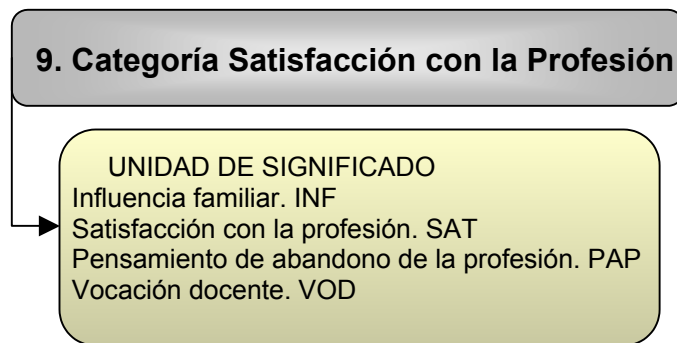 9. Categoría Satisfacción con la Profesión
UNIDAD DE SIGNIFICADO
Influencia familiar. INF
Satisfacción con la profesión. SAT
Pensamiento de abandono de la profesión. PAP
Vocación docente. VOD